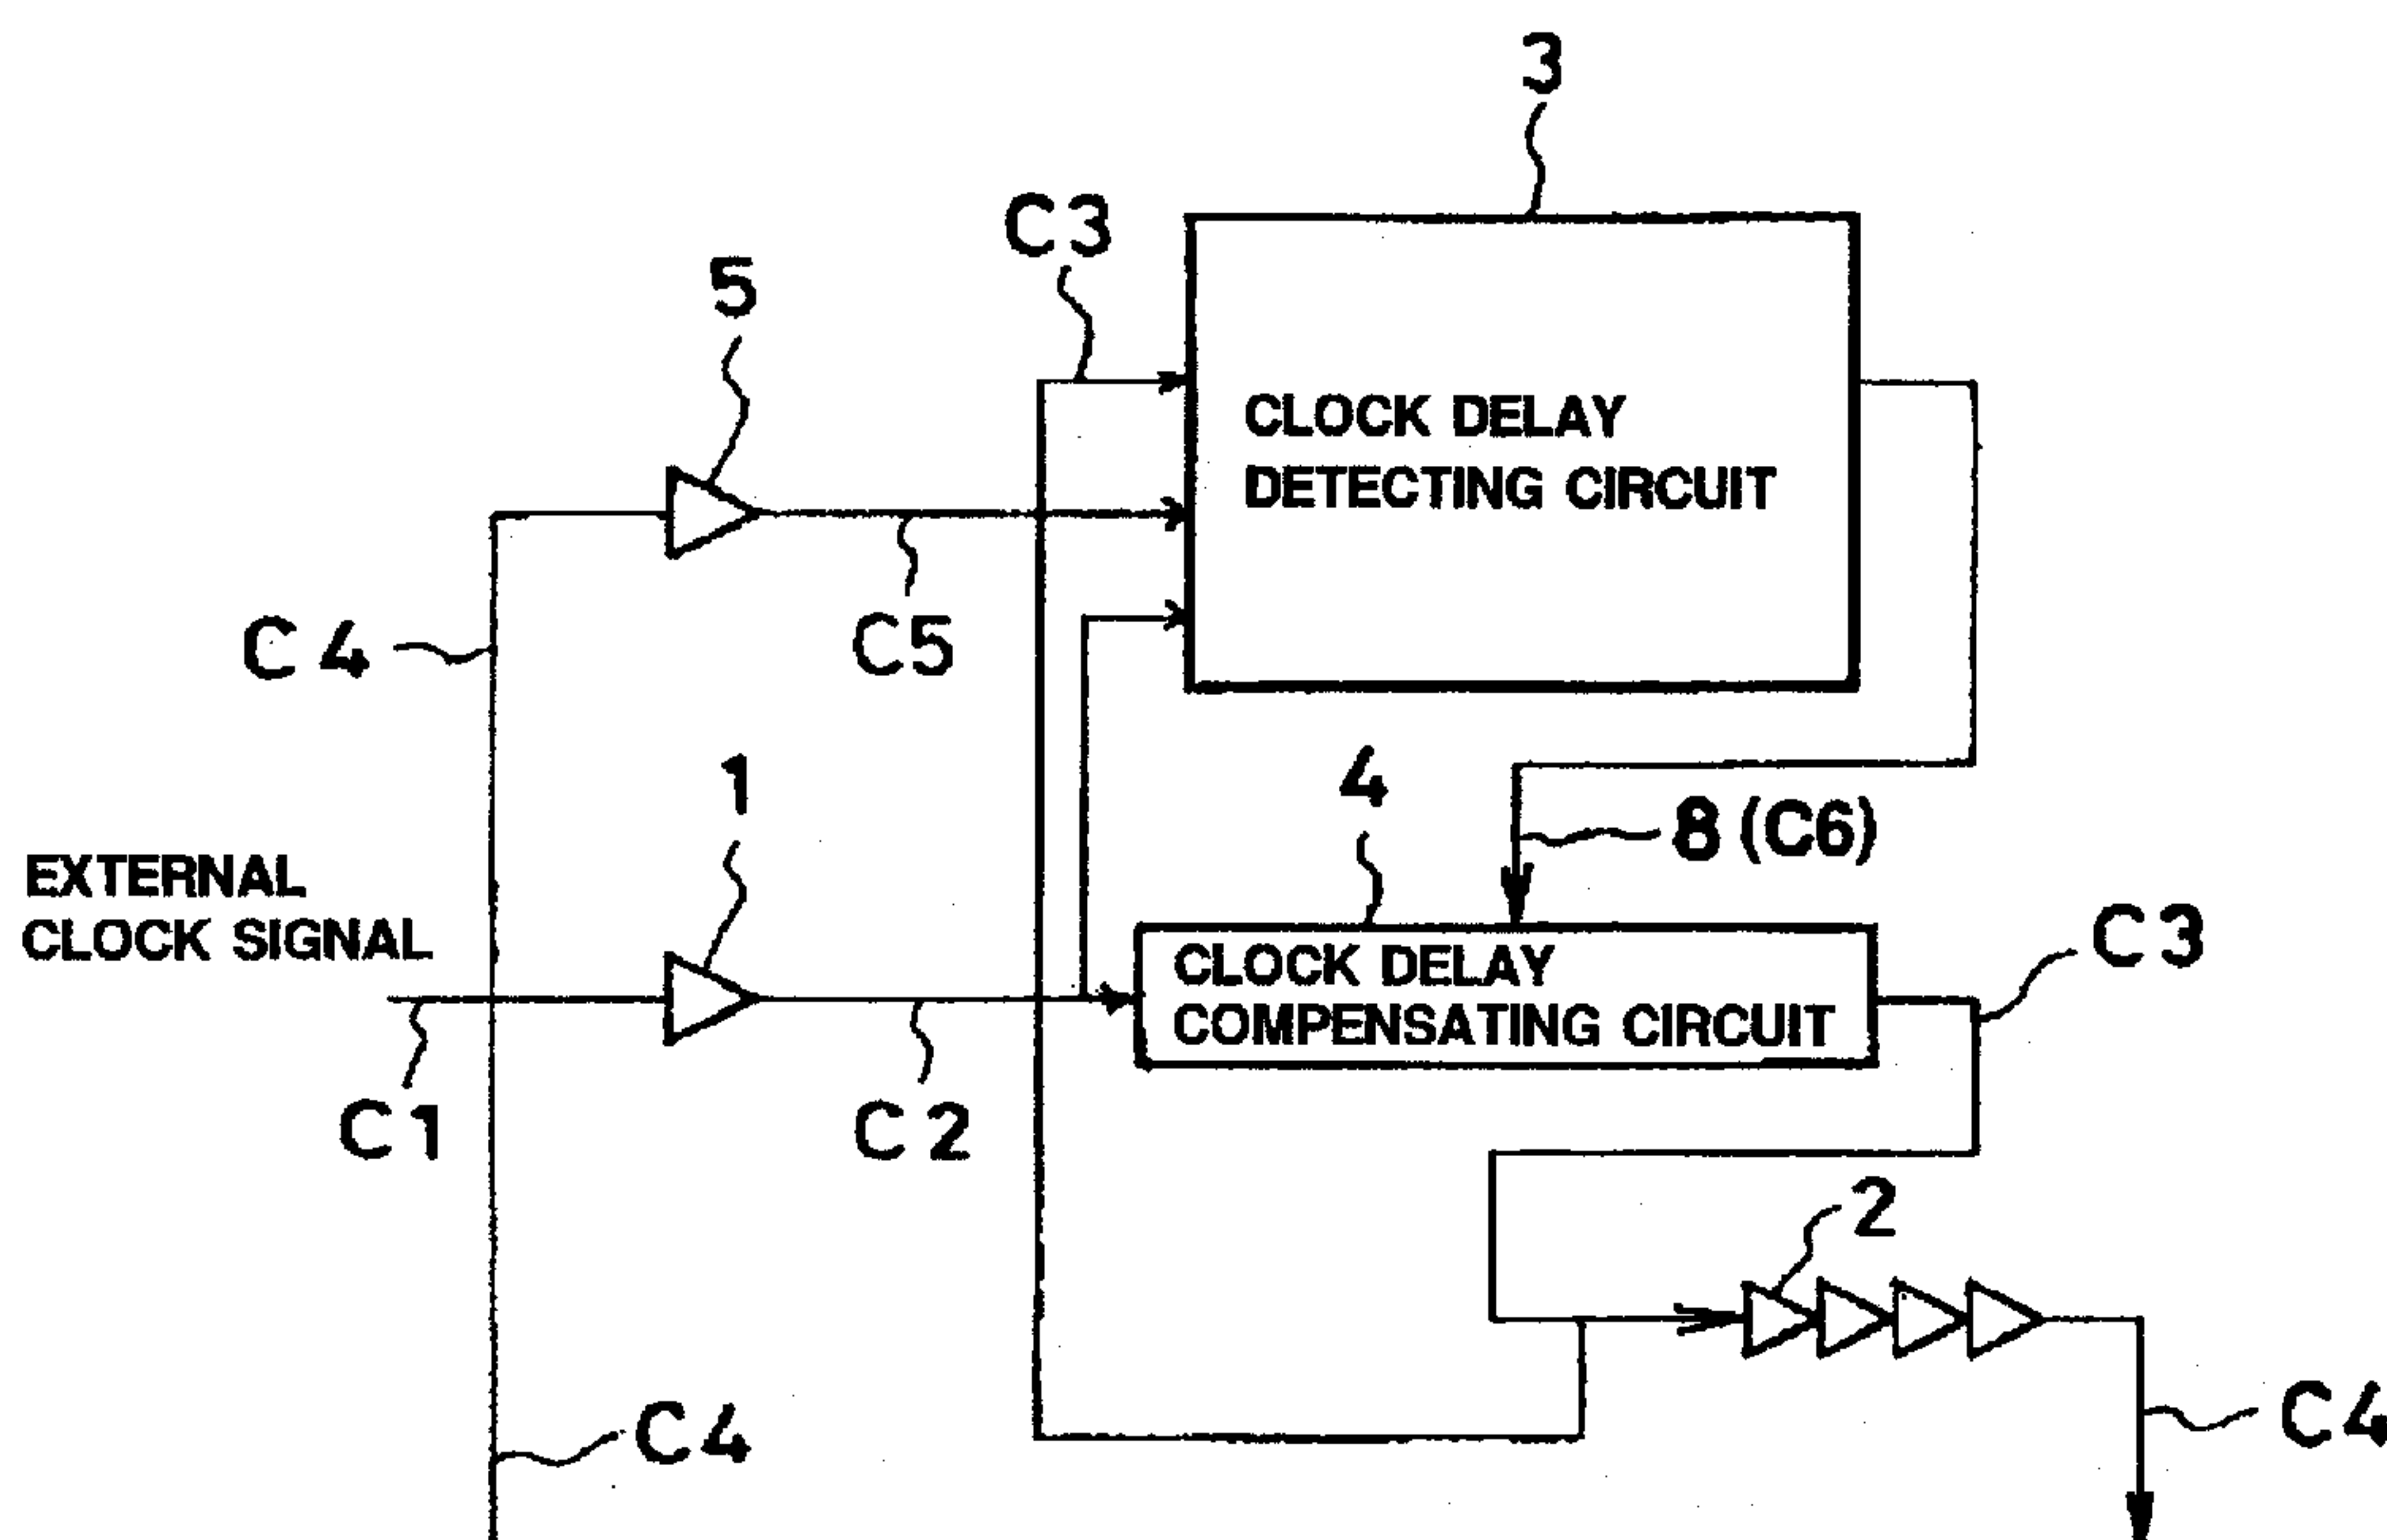 3
C3
5
CLOCK DELAY
DETECTING CIRCUIT
C4
C5
1
4
8 (C6)
EXTERNAL
CLOCK SIGNAL
C3
CLOCK DELAY
COMPENSATING CIRCUIT
C1
C2
2
C4
C4